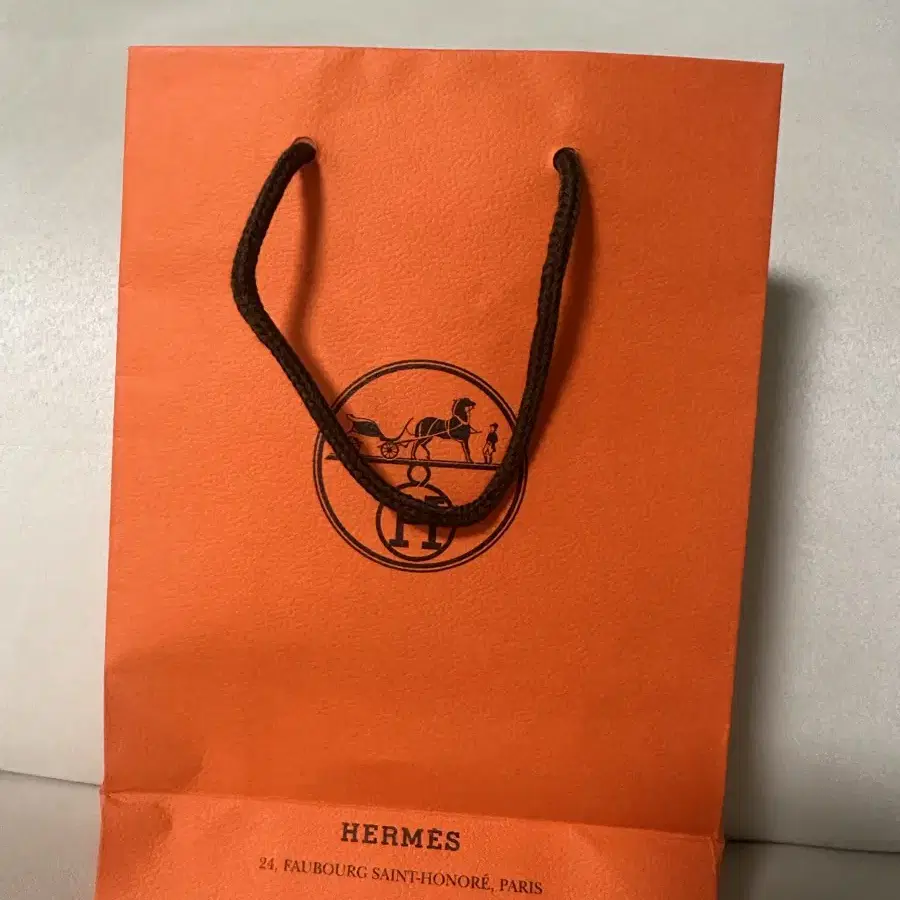 H
HERMÈS
24, FAUBOURG SAINT-HONORÉ, PARIS